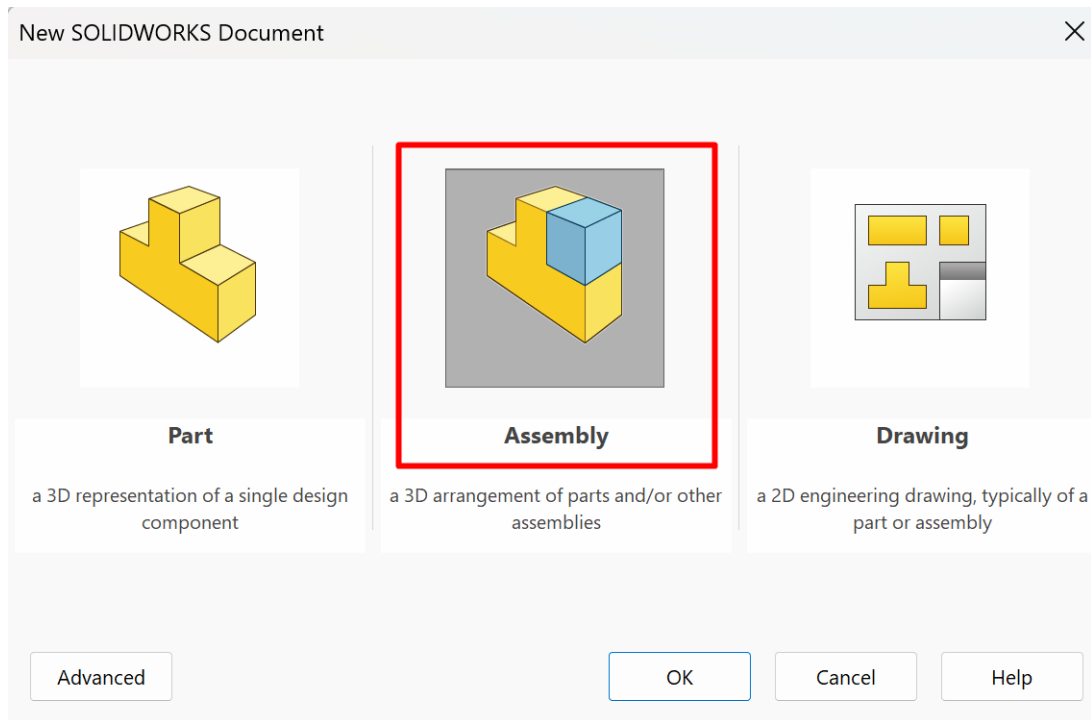 New SOLIDWORKS Document
Part
a 3D representation of a single design
component
Assembly
a 3D arrangement of parts and/or other
assemblies
Drawing
a 2D engineering drawing, typically of a
part or assembly
Advanced
OK
Cancel
Help